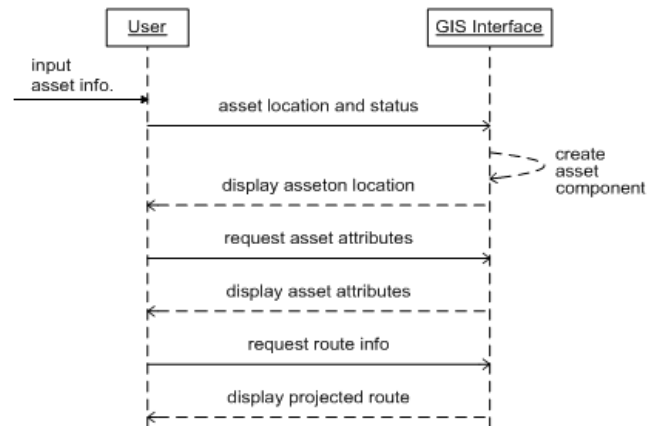 User
GIS Interface
input
asset info.
asset location and status
create
asset
component
display asseton location
request asset attributes
display asset attributes
request route info
display projected route